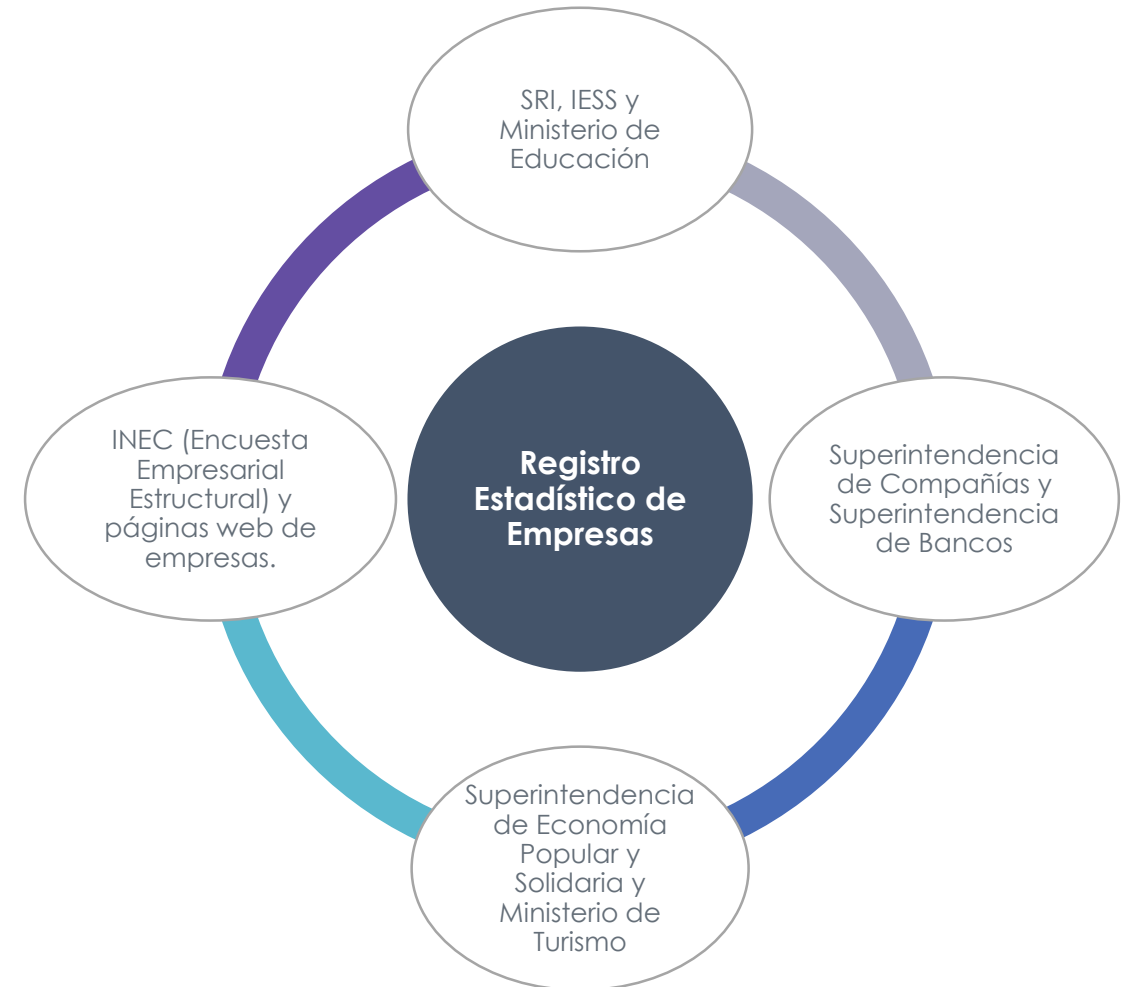 SRI, IESS y
Ministerio de
Educación
INEC (Encuesta
Empresarial
Estructural) y
páginas web de
empresas.
Registro
Estadístico de
Empresas
Superintendencia
de Compañías y
Superintendencia
de Bancos
Superintendencia
de Economía
Popular y
Solidaria y
Ministerio de
Turismo